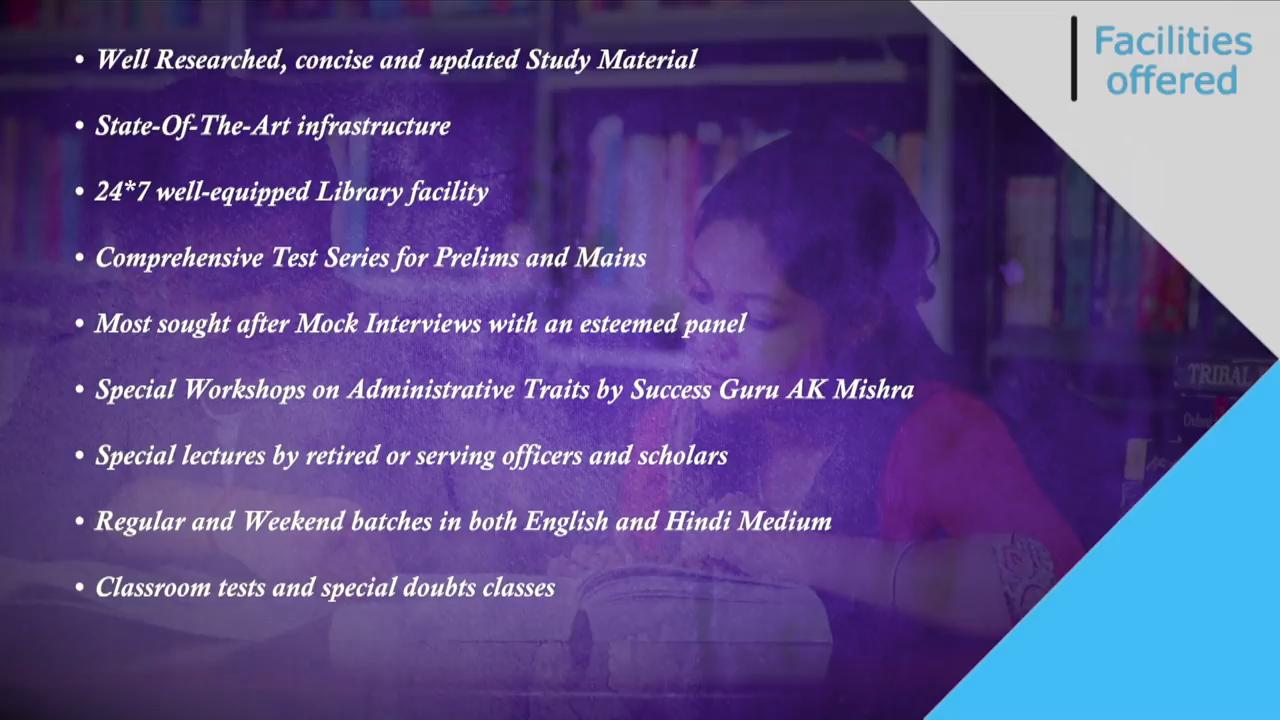 Facilities
offered
• Well Researched, concise and updated Study Material
• State-Of-The-Art infrastructure
• 24*7 well-equipped Library facility
• Comprehensive Test Series for Prelims and Mains
• Most sought after Mock Interviews with an esteemed panel
• Special Workshops on Administrative Traits by Success Guru AK Mishra
• Special lectures by retired or serving officers and scholars
• Regular and Weekend batches in both English and Hindi Medium
• Classroom tests and special doubts classes
TRIBAL